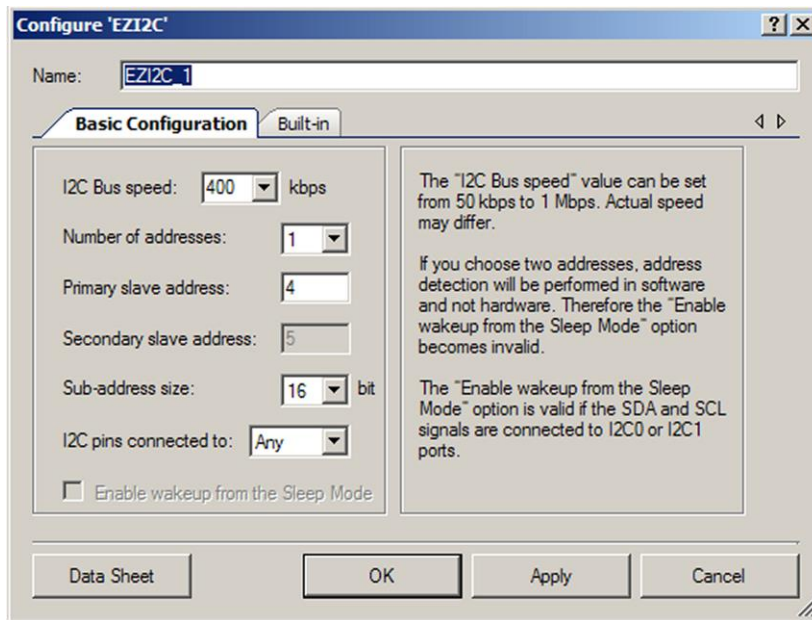 Configure 'EZI2C'
Name: EZI2C_1
Basic Configuration Built-in
I2C Bus speed: 400 kbps
Number of addresses: 1
Primary slave address: 4
Secondary slave address: 5
Sub-address size: 16 bit
I2C pins connected to: Any
Enable wakeup from the Sleep Mode
The "I2C Bus speed" value can be set
from 50 kbps to 1 Mbps. Actual speed
may differ.
If you choose two addresses, address
detection will be performed in software
and not hardware. Therefore the "Enable
wakeup from the Sleep Mode" option
becomes invalid.
The "Enable wakeup from the Sleep
Mode" option is valid if the SDA and SCL
signals are connected to I2C0 or I2C1
ports.
Data Sheet OK Apply Cancel